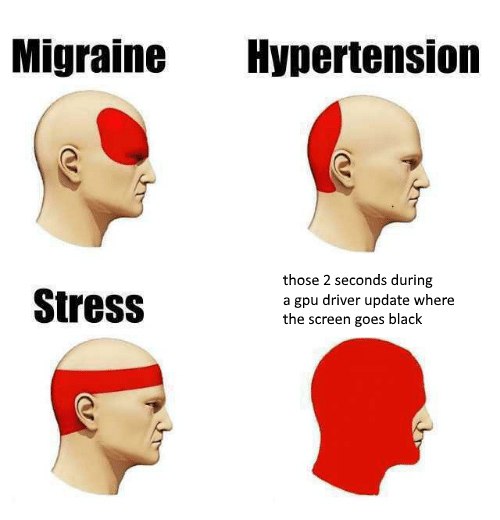 Migraine
Hypertension
Stress
those 2 seconds during
a gpu driver update where
the screen goes black